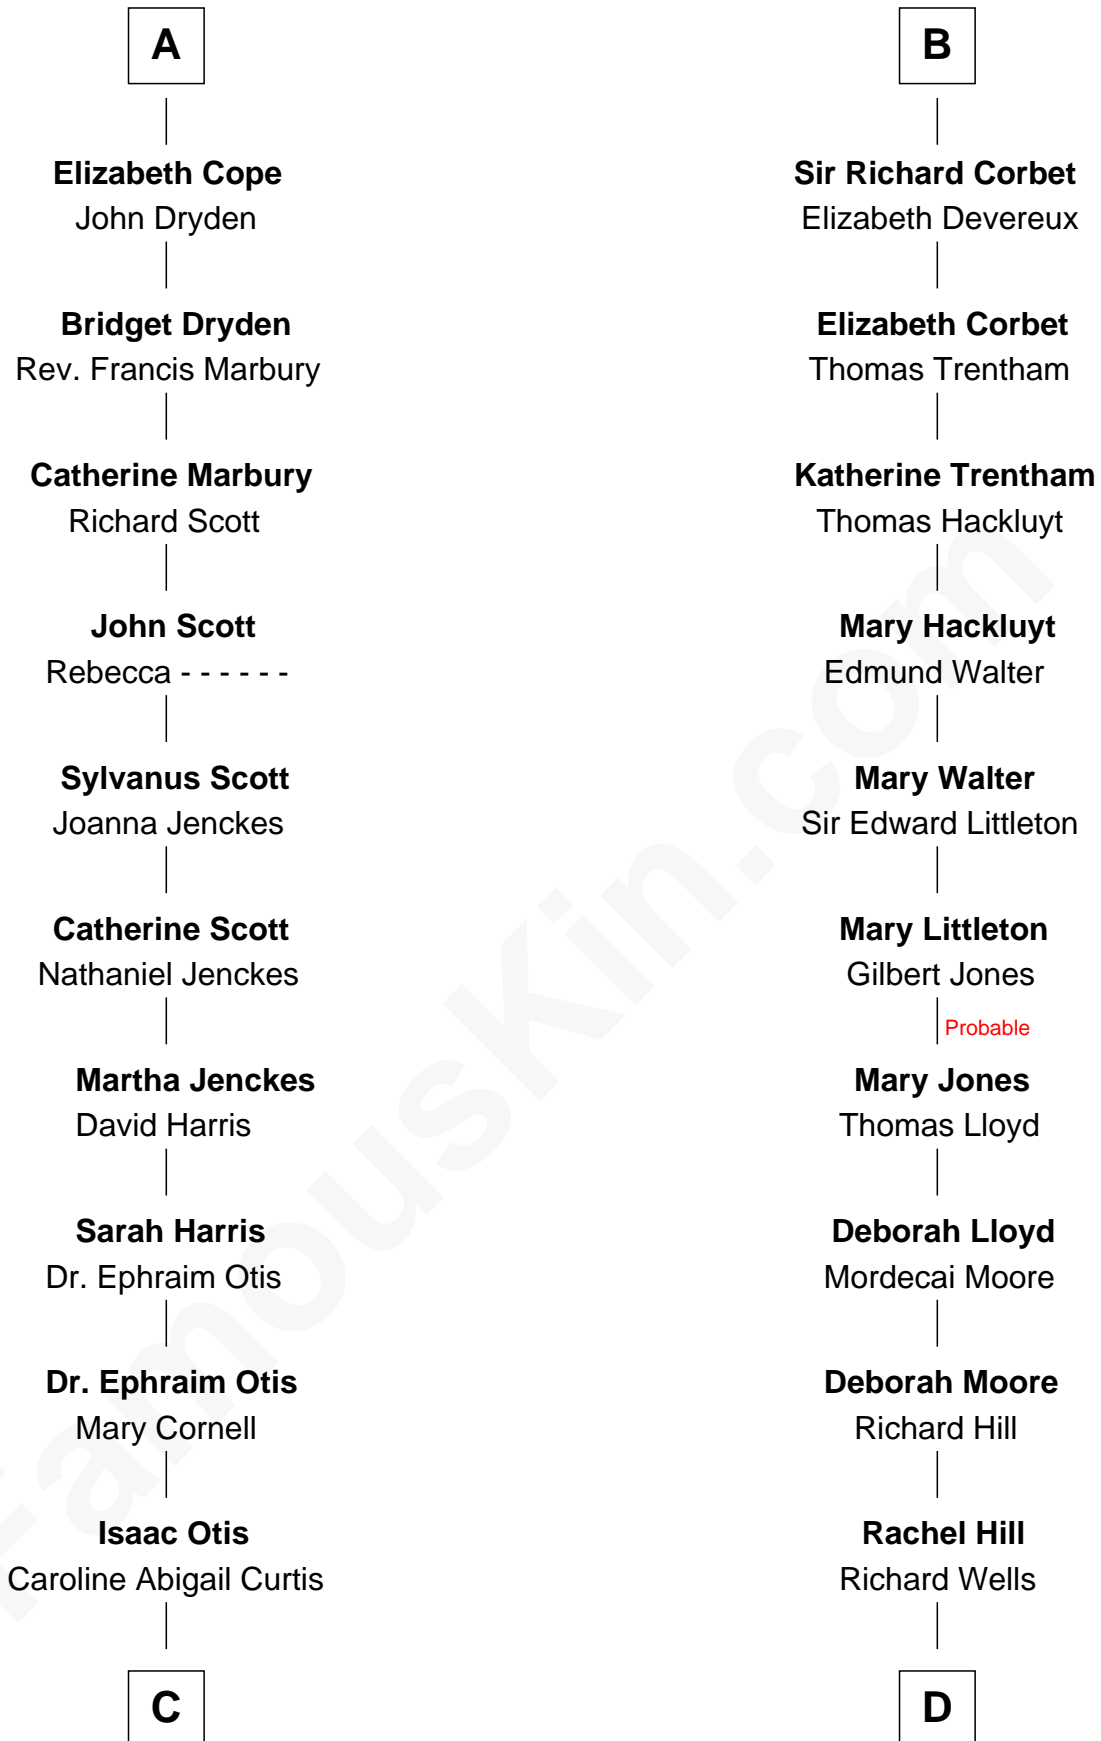 A
Elizabeth Cope
John Dryden
Bridget Dryden
Rev. Francis Marbury
Catherine Marbury
Richard Scott
John Scott
Rebecca - - - - - -
Sylvanus Scott
Joanna Jenckes
Catherine Scott
Nathaniel Jenckes
Martha Jenckes
David Harris
Sarah Harris
Dr. Ephraim Otis
Dr. Ephraim Otis
Mary Cornell
Isaac Otis
Caroline Abigail Curtis
C
B
Sir Richard Corbet
Elizabeth Devereux
Elizabeth Corbet
Thomas Trentham
Katherine Trentham
Thomas Hackluyt
Mary Hackluyt
Edmund Walter
Mary Walter
Sir Edward Littleton
Mary Littleton
Gilbert Jones
Probable
Mary Jones
Thomas Lloyd
Deborah Lloyd
Mordecai Moore
Deborah Moore
Richard Hill
Rachel Hill
Richard Wells
D
FamousKin.com